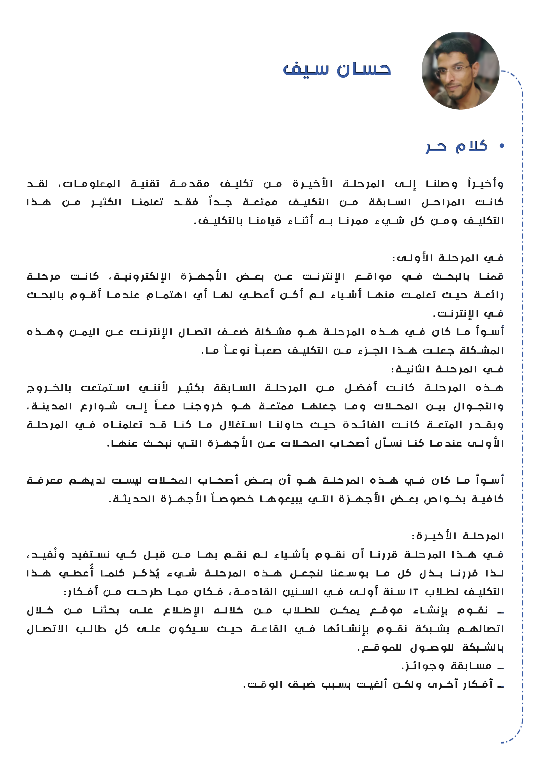 حسان سيف
• كلام حر
وأخيراً وصلنا إلى المرحلة الأخيرة من تكليف مقدمة تقنية المعلومات، لقد
كانت المراحل السابقة من التكليف ممتعة جداً فقد تعلمنا الكثير من هذا
التكليف ومن كل شيء ممرنا به أثناء قيامنا بالتكليف.
في المرحلة الأولى:
قمنا بالبحث في مواقع الإنترنت عن بعض الأجهزة الإلكترونية، كانت مرحلة
رائعة حيث تعلمت منها أشياء لم أكن أعطي لها أي اهتمام عندما أقوم بالبحث
في الإنترنت.
أسوأ ما كان في هذه المرحلة هو مشكلة ضعف اتصال الإنترنت عن اليمن وهذه
المشكلة جعلت هذا الجزء من التكليف صعباً نوعاً ما.
في المرحلة الثانية:
هذه المرحلة كانت أفضل من المرحلة السابقة بكثير لأنني استمتعت بالخروج
والتجوال بين المحلات وما جعلها ممتعة هو خروجنا معاً إلى شوارع المدينة،
وبقدر المتعة كانت الفائدة حيث حاولنا استغلال ما كنا قد تعلمناه في المرحلة
الأولى عندما كنا نسأل أصحاب المحلات عن الأجهزة التي نبحث عنها.
أسوأ ما كان في هذه المرحلة هو أن بعض أصحاب المحلات ليست لديهم معرفة
كافية بخواص بعض الأجهزة التي يبيعوها خصوصاً الأجهزة الحديثة.
المرحلة الأخيرة:
في هذا المرحلة قررنا أن نقوم بأشياء لم نقم بها من قبل كي نستفيد ونُفيد،
لذا قررنا بذل كل ما بوسعنا لنجعل هذه المرحلة شيء يُذكر كلما أُعطي هذا
التكليف لطلاب IT سنة أولى في السنين القادمة، فكان مما طرحت من أفكار:
_ نقوم بإنشاء موقع يمكن للطلاب من خلاله الإطلاع على بحثنا من خلال
اتصالهم بشبكة نقوم بإنشائها في القاعة حيث سيكون على كل طالب الاتصال
بالشبكة للوصول للموقع.
_ مسابقة وجوائز.
_ أفكار أخرى ولكن ألغيت بسبب ضيق الوقت.